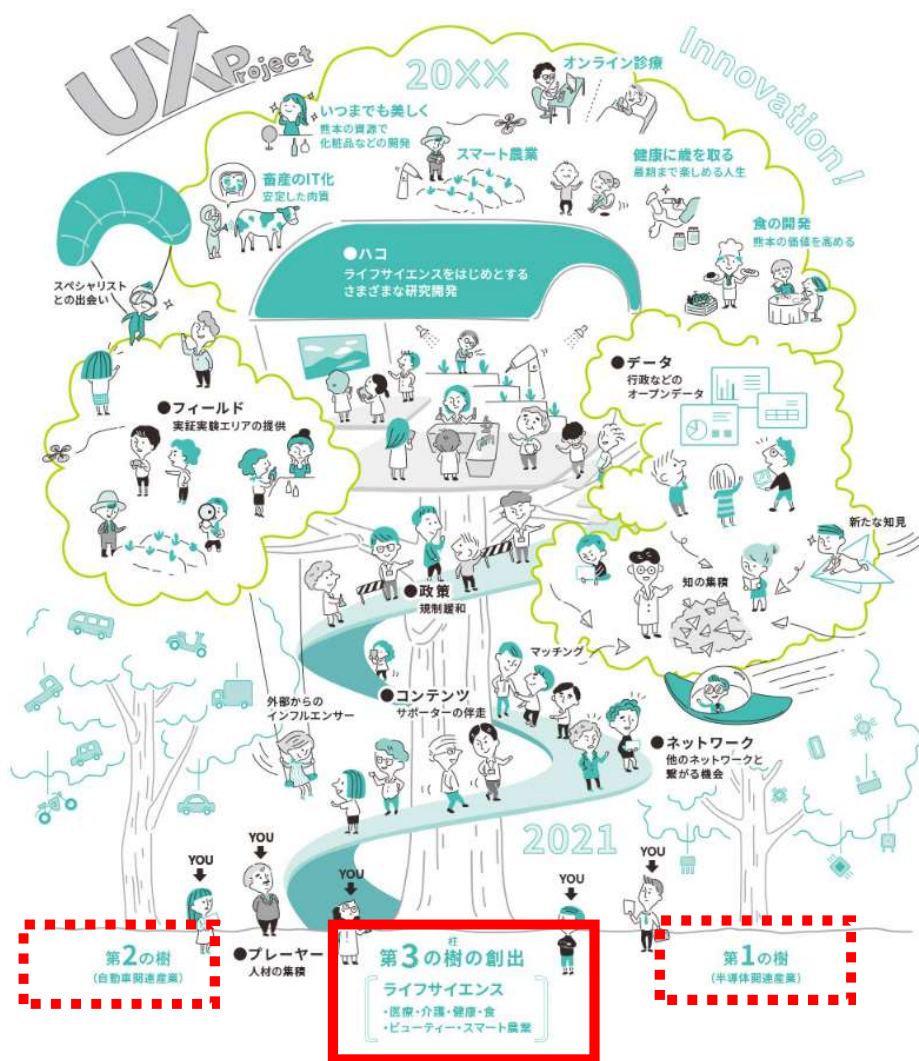 UXProject
20XX
Innovation!
オンライン診療
いつまでも美しく
熊本の資源で
化粧品などの開発
スマート農業
健康に歳を取る
最期まで楽しめる人生
畜産のIT化
安定した肉質
食の開発
熊本の価値を高める
●ハコ
ライフサイエンスをはじめとする
さまざまな研究開発
スペシャリスト
との出会い
●データ
行政などの
オープンデータ
●フィールド
実証実験エリアの提供
新たな知見
知の集積
●政策
規制緩和
マッチング
外部からの
インフルエンサー
●コンテンツ
サポーターの伴走
●ネットワーク
他のネットワークと
繋がる機会
2021
YOU
YOU
YOU
YOU
YOU
第2の樹
(自動車関連産業)
●プレーヤー
人材の集積
柱
第3の樹の創出
ライフサイエンス
・医療・介護・健康・食
・ビューティー・スマート農業
第1の樹
(半導体関連産業)